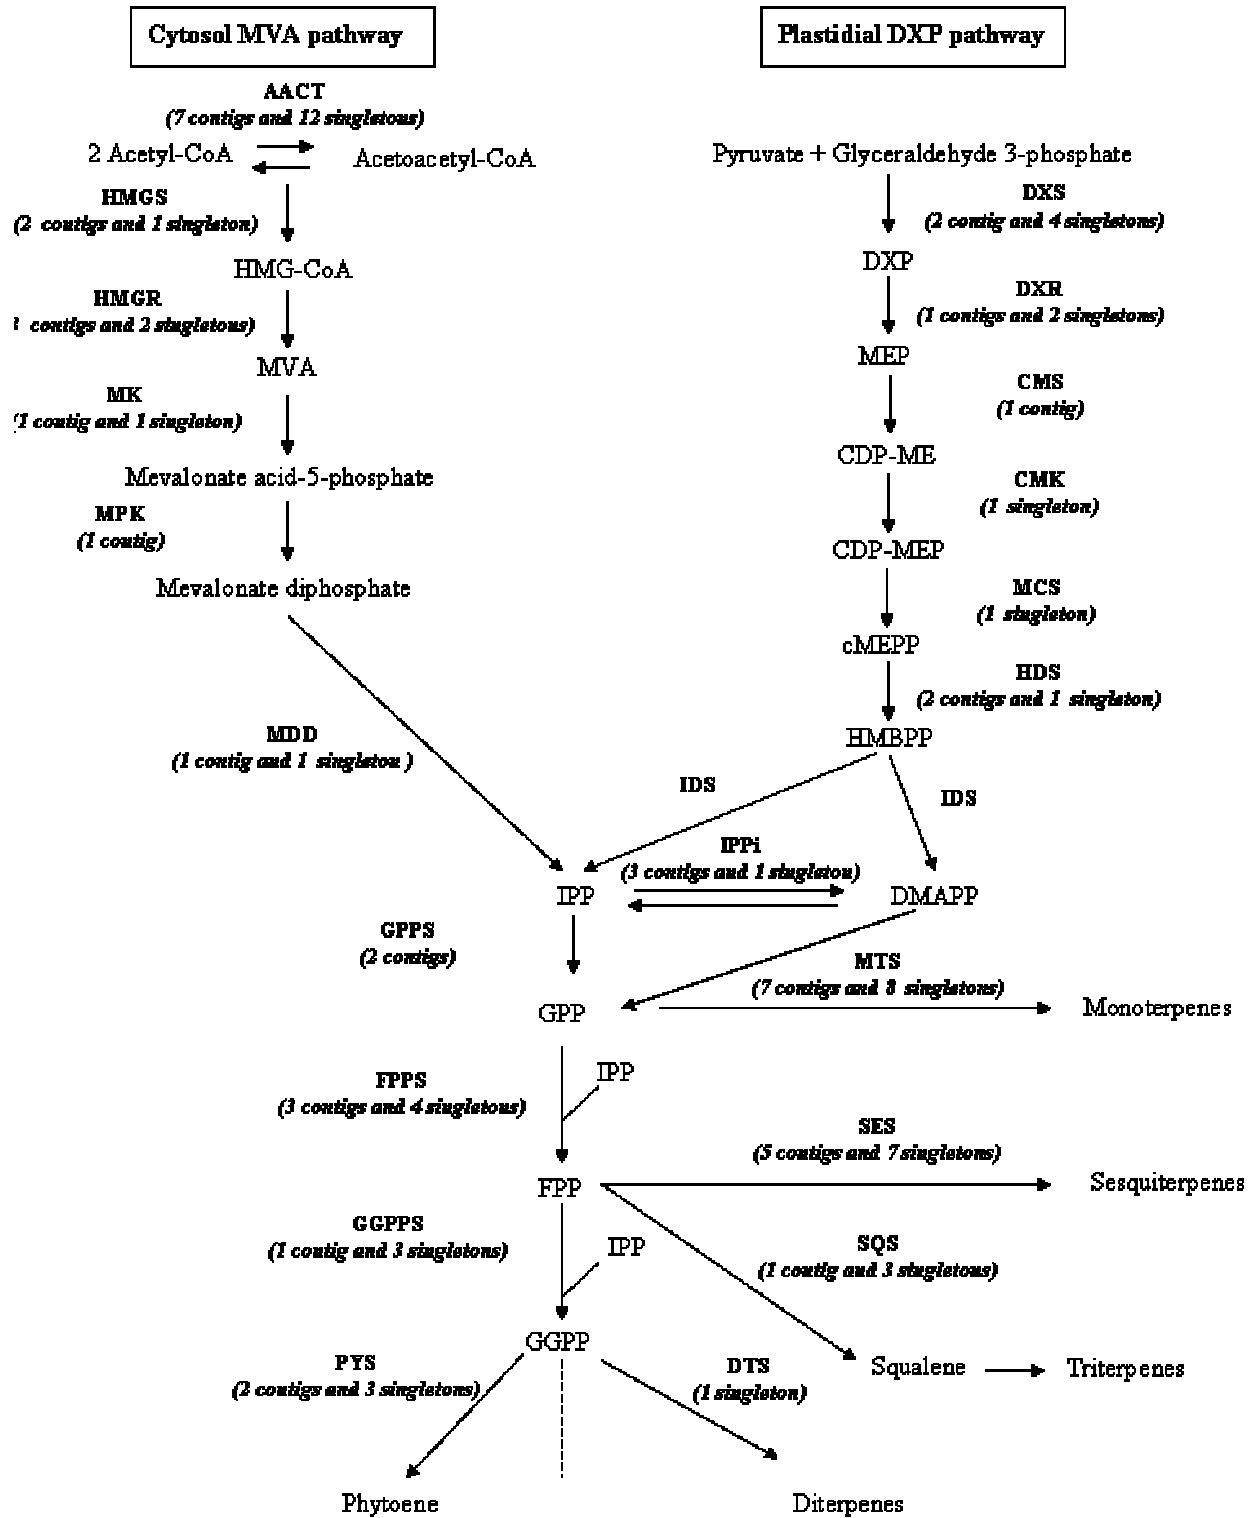 Cytosol MVA pathway
Plastidial DXP pathway
AACT
(7 contigs and 12 singletons)
2 Acetyl-CoA
Acetoacetyl-CoA
Pyruvate + Glyceraldehyde 3-phosphate
HMGS
(2 contigs and 1 singleton)
DXS
(2 contig and 4 singletons)
HMG-CoA
DXP
HMGR
contigs and 2 singletons)
DXR
(1 contigs and 2 singletons)
MVA
MEP
MK
(1 contig and 1 singleton)
CMS
(1 contig)
CDP-ME
Mevalonate acid-5-phosphate
CMK
(1 singleton)
MPK
(1 contig)
CDP-MEP
Mevalonate diphosphate
MCS
(1 singleton)
cMEPP
HDS
(2 contigs and 1 singleton)
HMBPP
MDD
(1 contig and 1 singleton )
IDS
IDS
IPPi
(3 contigs and 1 singleton)
IPP
DMAPP
GPPS
(2 contigs)
MTS
(7 contigs and 8 singletons)
GPP
Monoterpenes
FPPS
(3 contigs and 4 singletons)
IPP
SES
(5 contigs and 7 singletons)
FPP
Sesquiterpenes
GGPPS
(1 contig and 3 singletons)
IPP
SQS
(1 contig and 3 singletons)
GGPP
PYS
(2 contigs and 3 singletons)
DTS
(1 singleton)
Squalene
Triterpenes
Phytoene
Diterpenes